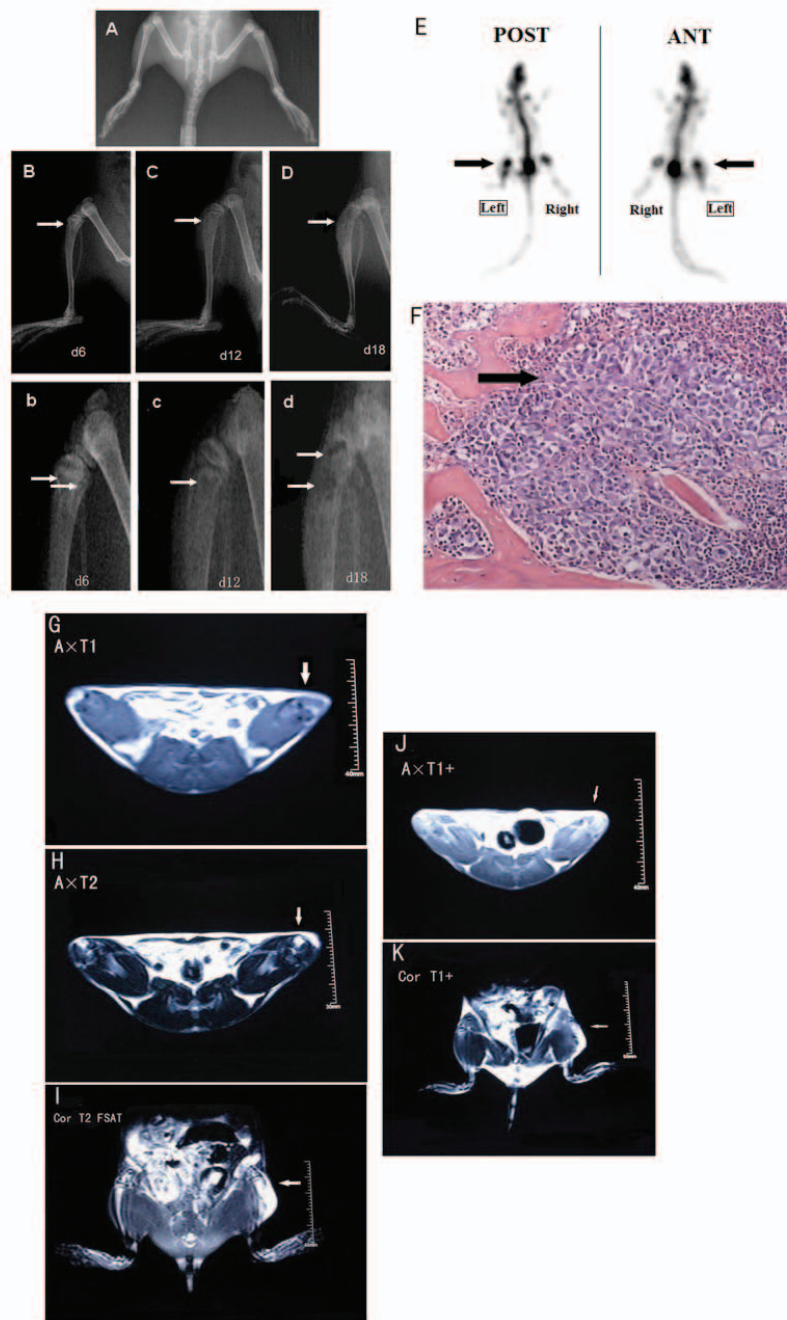 A
B
d6
C
d12
D
d18
b
d6
c
d12
d
d18
E
POST
ANT
Left
Right
Right
Left
F
G
A×T1
40mm
H
A×T2
I
Cor T2 FSAT
J
A×T1+
K
Cor T1+